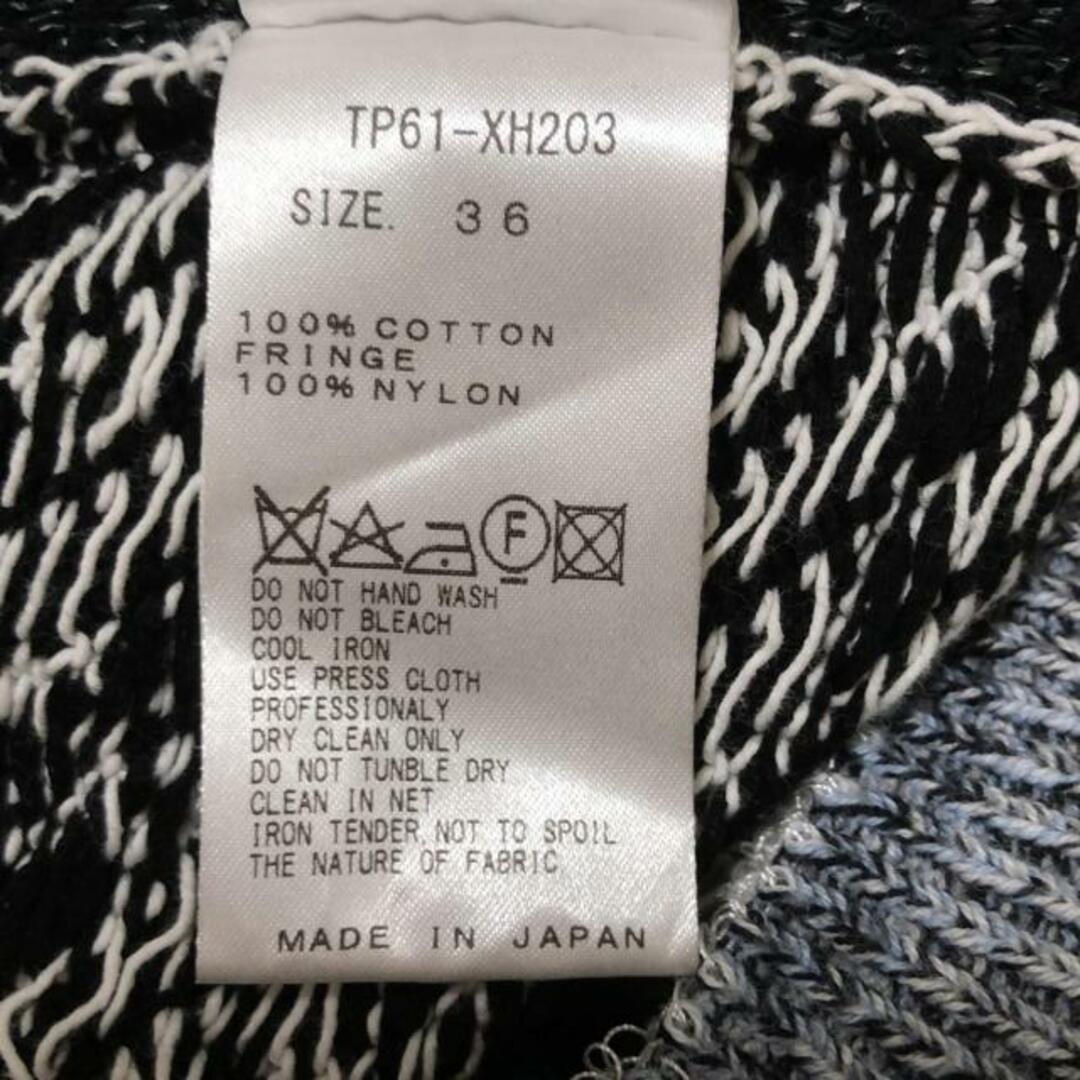 TP61-XH203
SIZE. 36
100% COTTON
FRINGE
100% NYLON
F
DO NOT HAND WASH
DO NOT BLEACH
COOL IRON
USE PRESS CLOTH
PROFESSIONALY
DRY CLEAN ONLY
DO NOT TUNBLE DRY
CLEAN IN NET
IRON TENDER, NOT TO SPOIL
THE NATURE OF FABRIC
MADE IN JAPAN